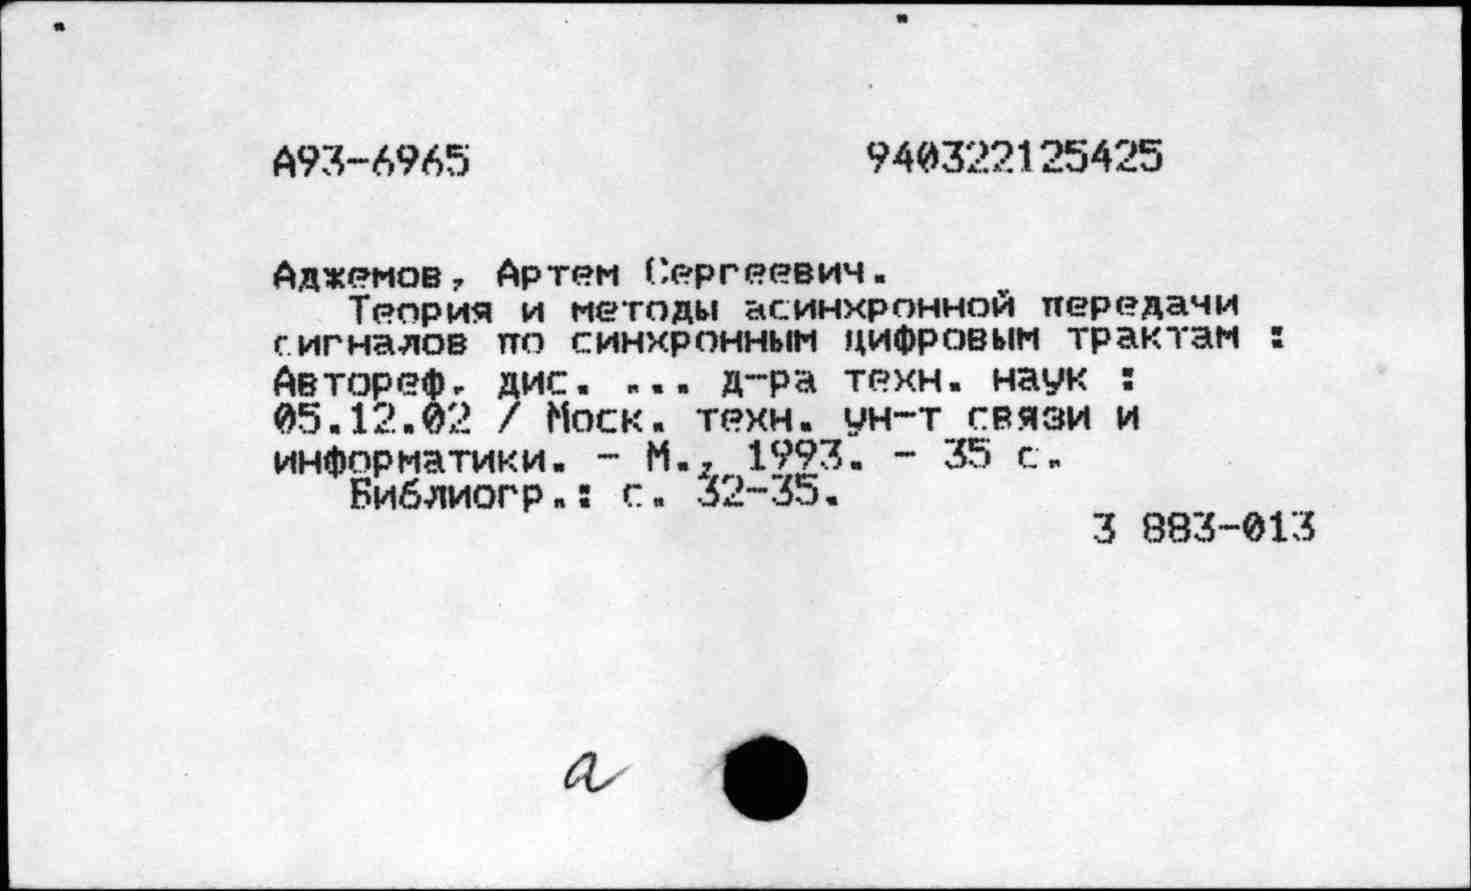 А93-6965 940322125425
Аджемов, Артем Сергеевич.
Теория и методы асинхронной передачи
сигналов по синхронным цифровым трактам :
Автореф. дис. ... д-ра техн. наук :
05.12.02 / Моск. техн. ун-т связи и
информатики. - М., 1993. - 35 с.
Библиогр.: с. 32-35.
3 883-013
а